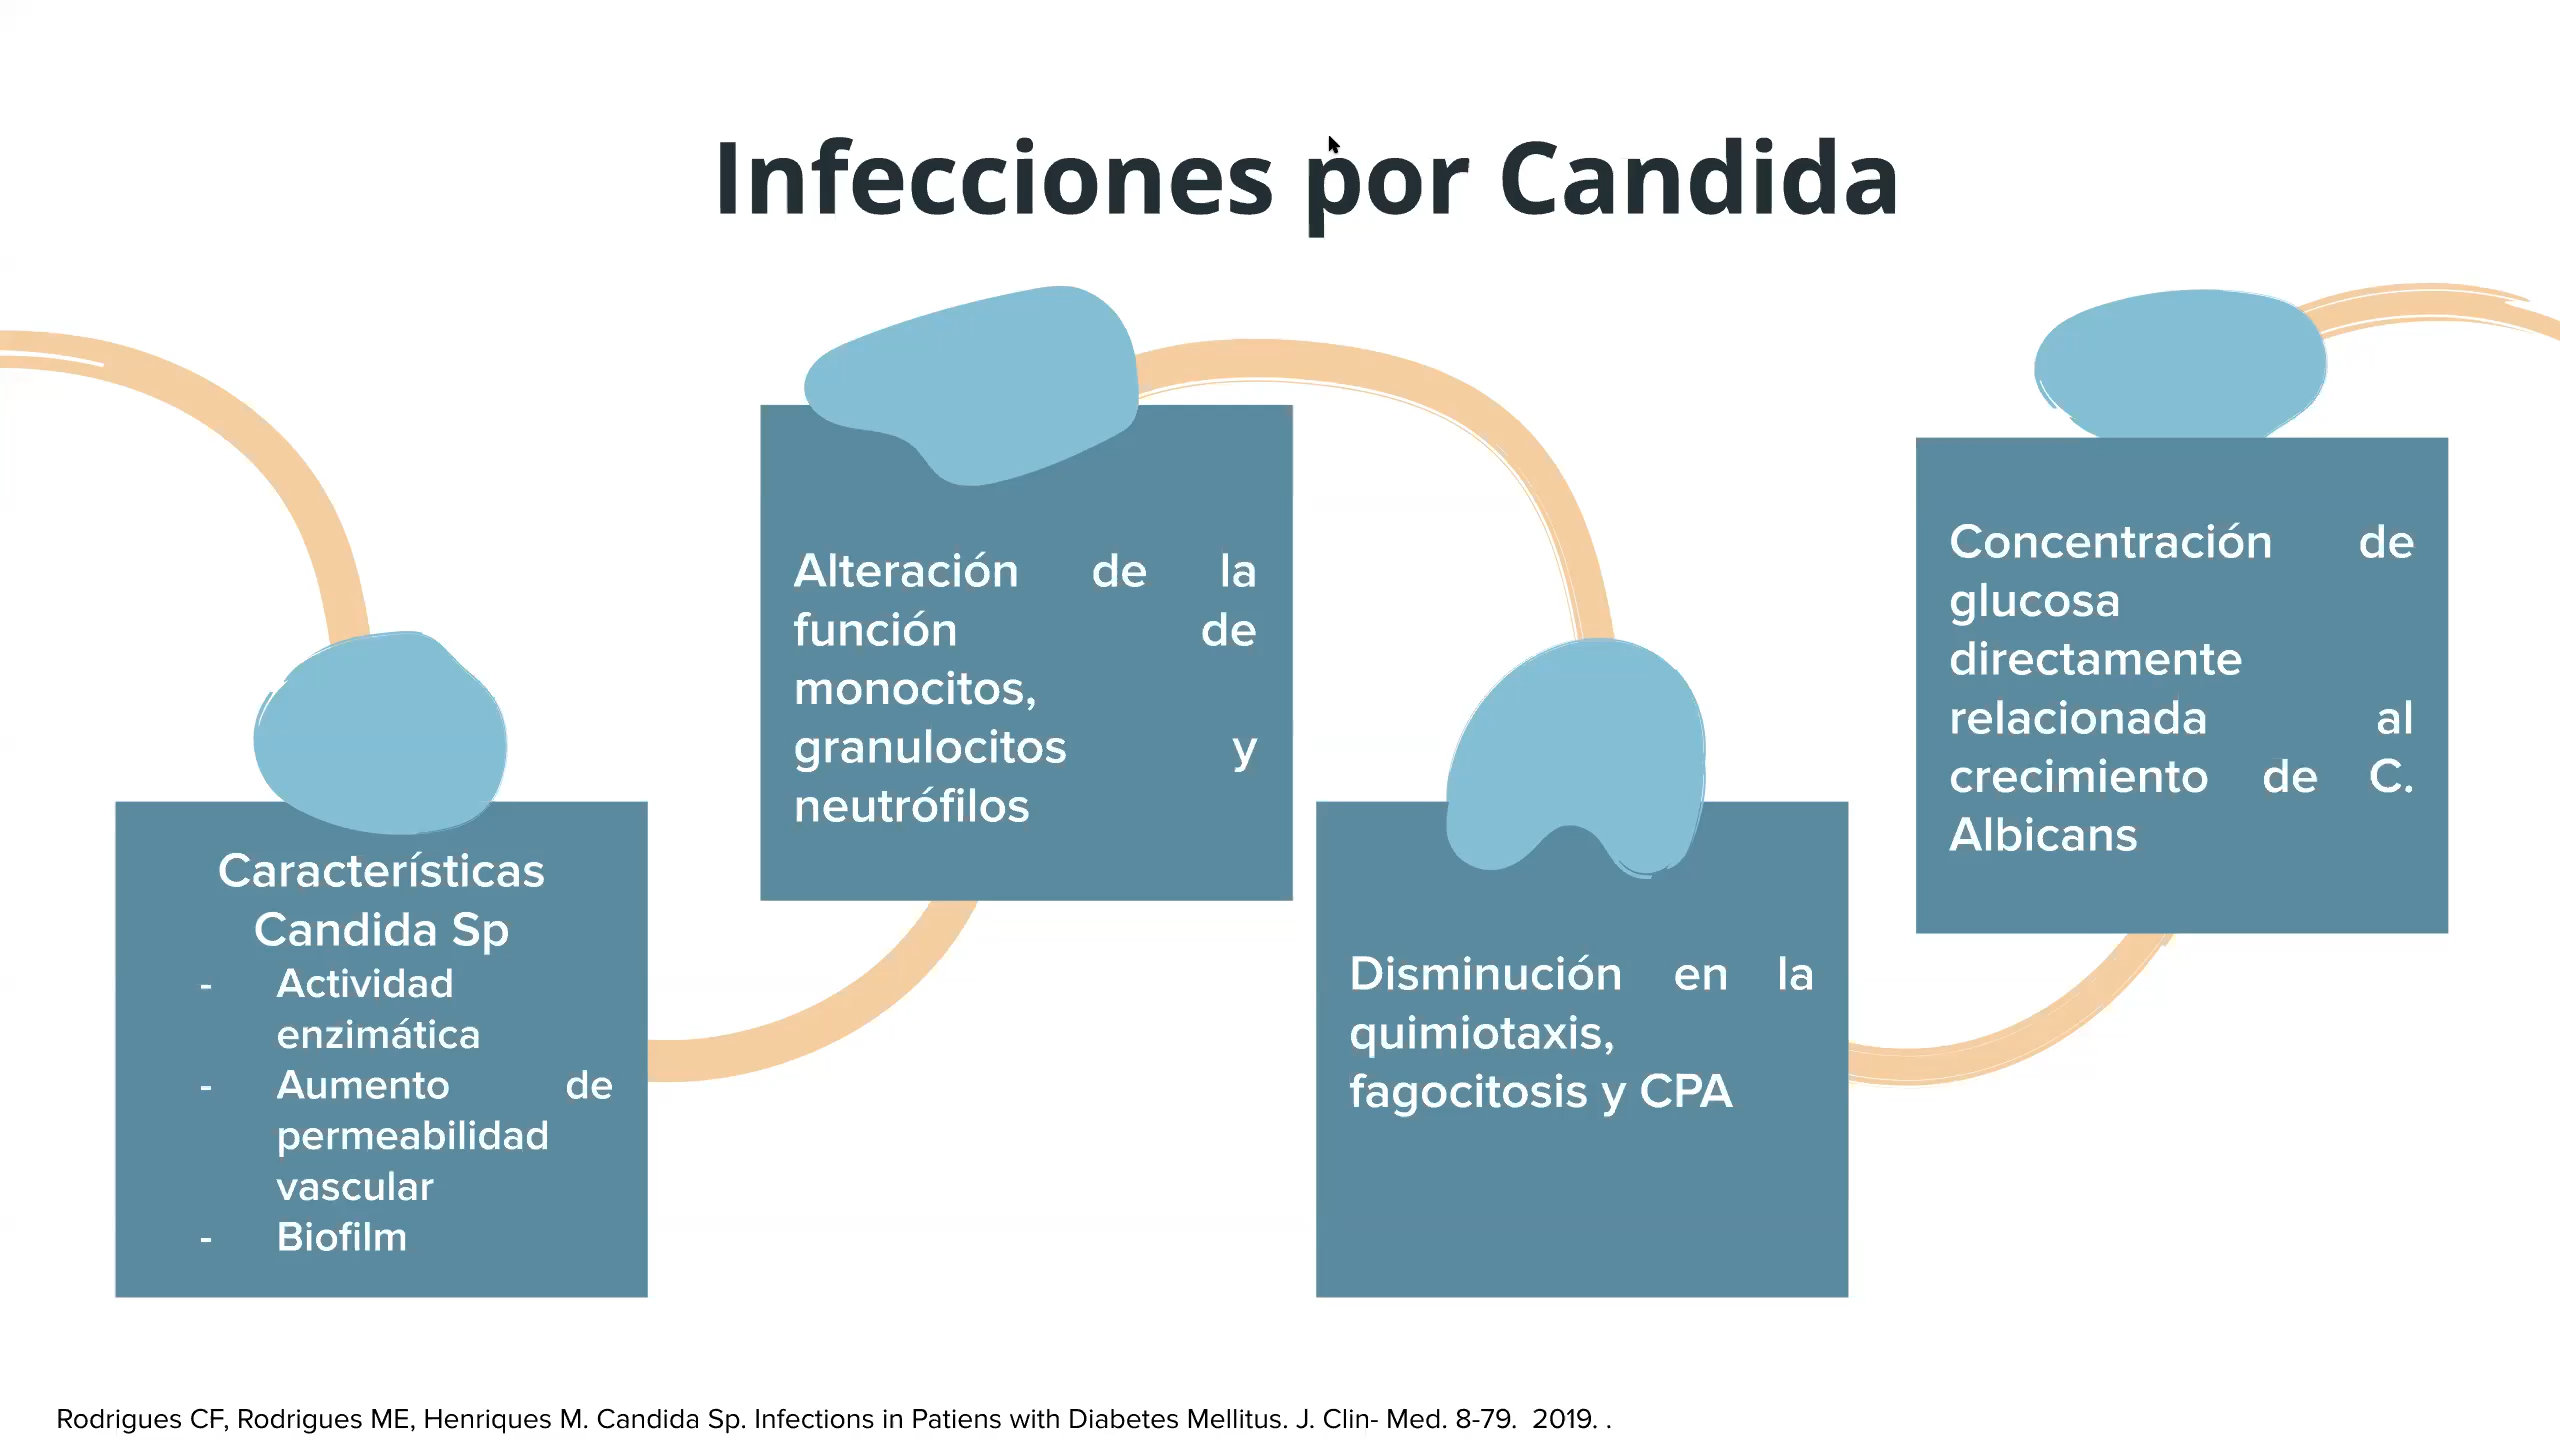 Infecciones por Candida
Características
Candida Sp
- Actividad
enzimática
- Aumento de
permeabilidad
vascular
- Biofilm
Alteración de la
función de
monocitos,
granulocitos y
neutrófilos
Disminución en la
quimiotaxis,
fagocitosis y CPA
Concentración de
glucosa
directamente
relacionada al
crecimiento de C.
Albicans
Rodrigues CF, Rodrigues ME, Henriques M. Candida Sp. Infections in Patiens with Diabetes Mellitus. J. Clin- Med. 8-79. 2019. .